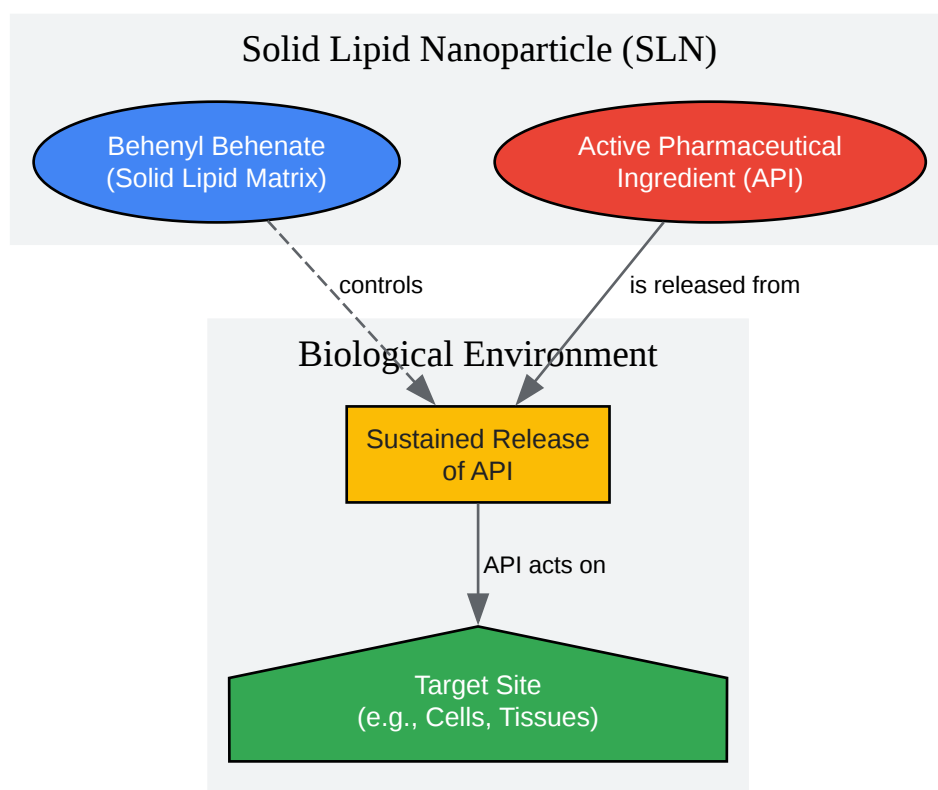 Solid Lipid Nanoparticle (SLN)
Behenyl Behenate
(Solid Lipid Matrix)
Active Pharmaceutical
Ingredient (API)
controls
is released from
Biological Environment
Sustained Release
of API
API acts on
Target Site
(e.g., Cells, Tissues)